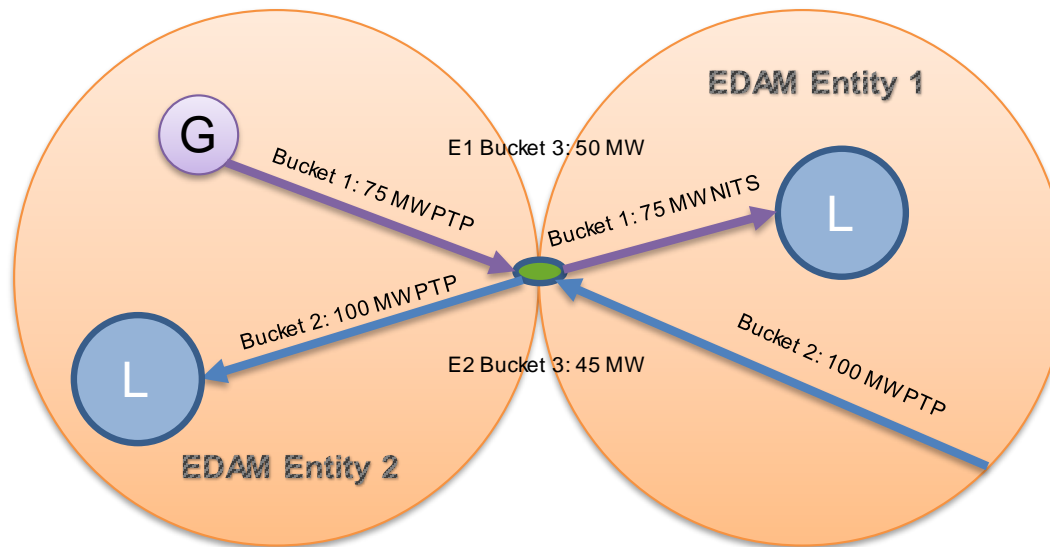 EDAM Entity 1
G
E1 Bucket 3: 50 MW
Bucket 1: 75 MW PTP
Bucket 1: 75 MW NITS
L
Bucket 2: 100 MW PTP
Bucket 2: 100 MW PTP
E2 Bucket 3: 45 MW
L
EDAM Entity 2